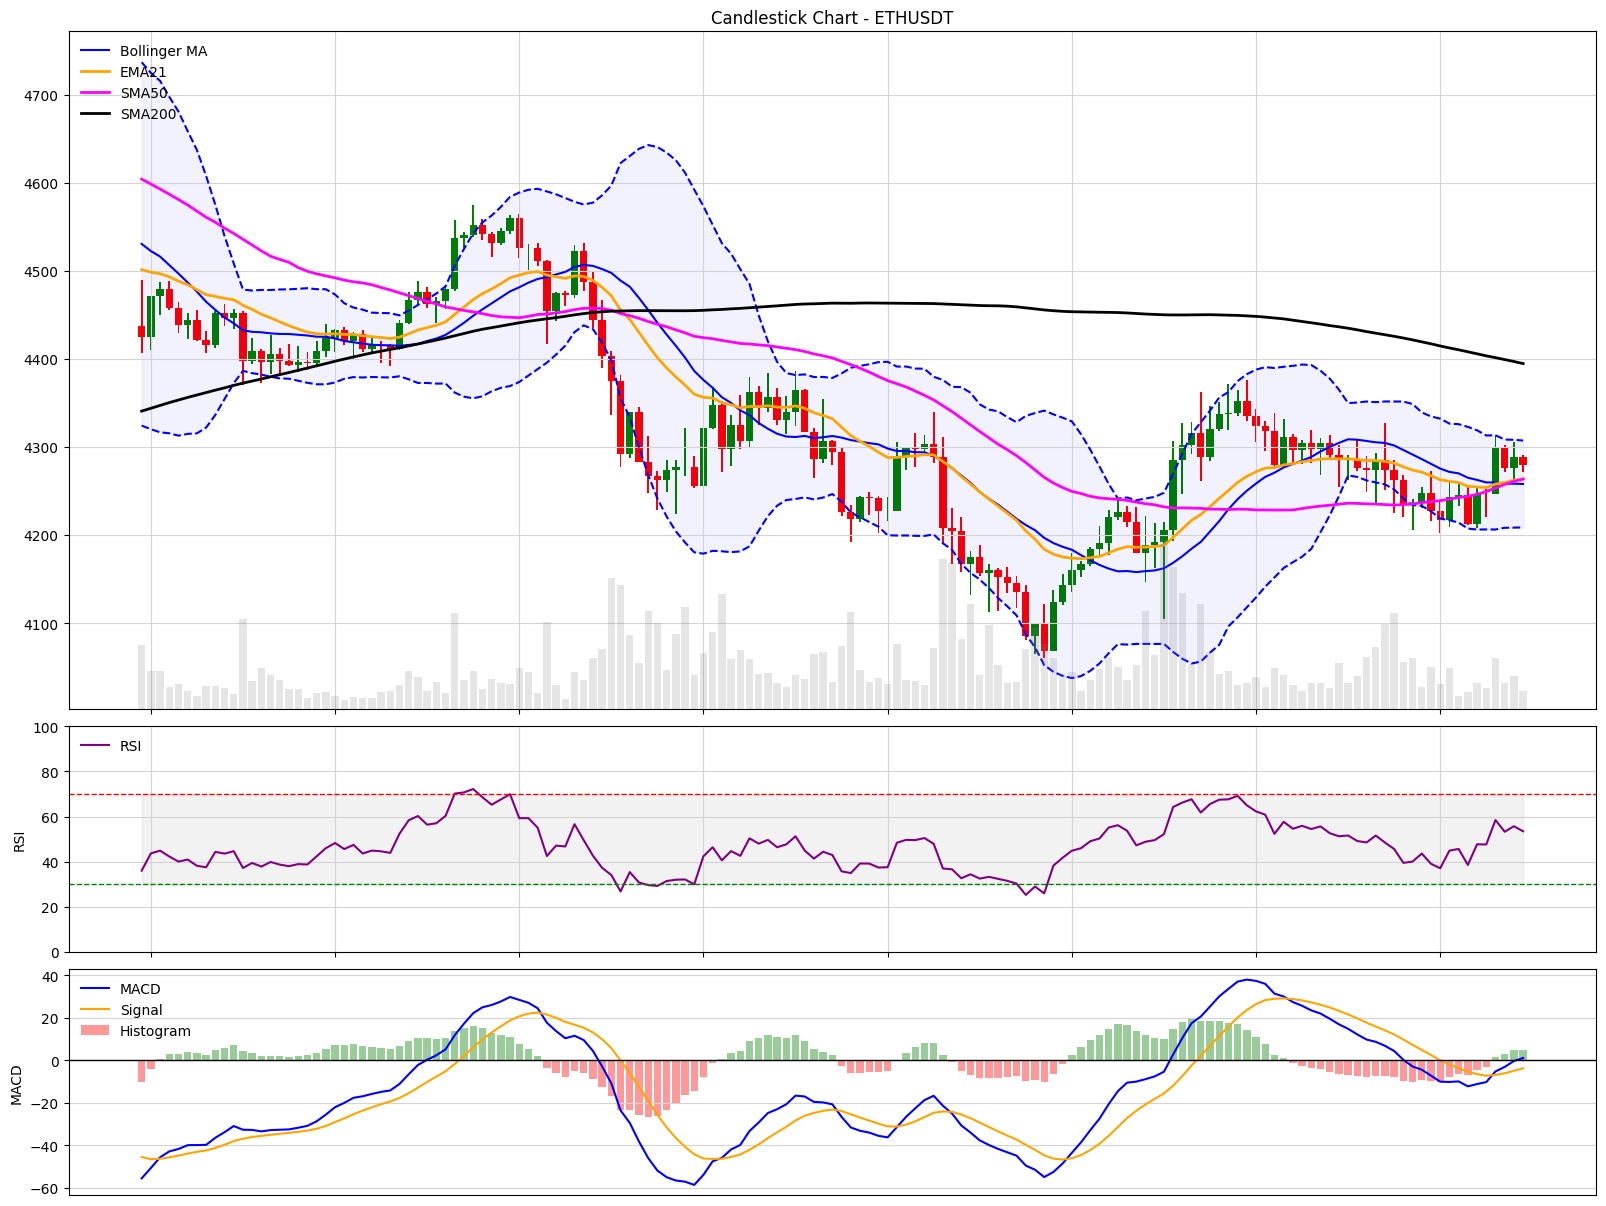 Candlestick Chart - ETHUSDT
Bollinger MA
EMA21
SMA50
SMA200
4700
4600
4500
4400
4300
4200
4100
100
80
60
40
20
0
RSI
RSI
40
20
0
−20
−40
−60
MACD
MACD
Signal
Histogram